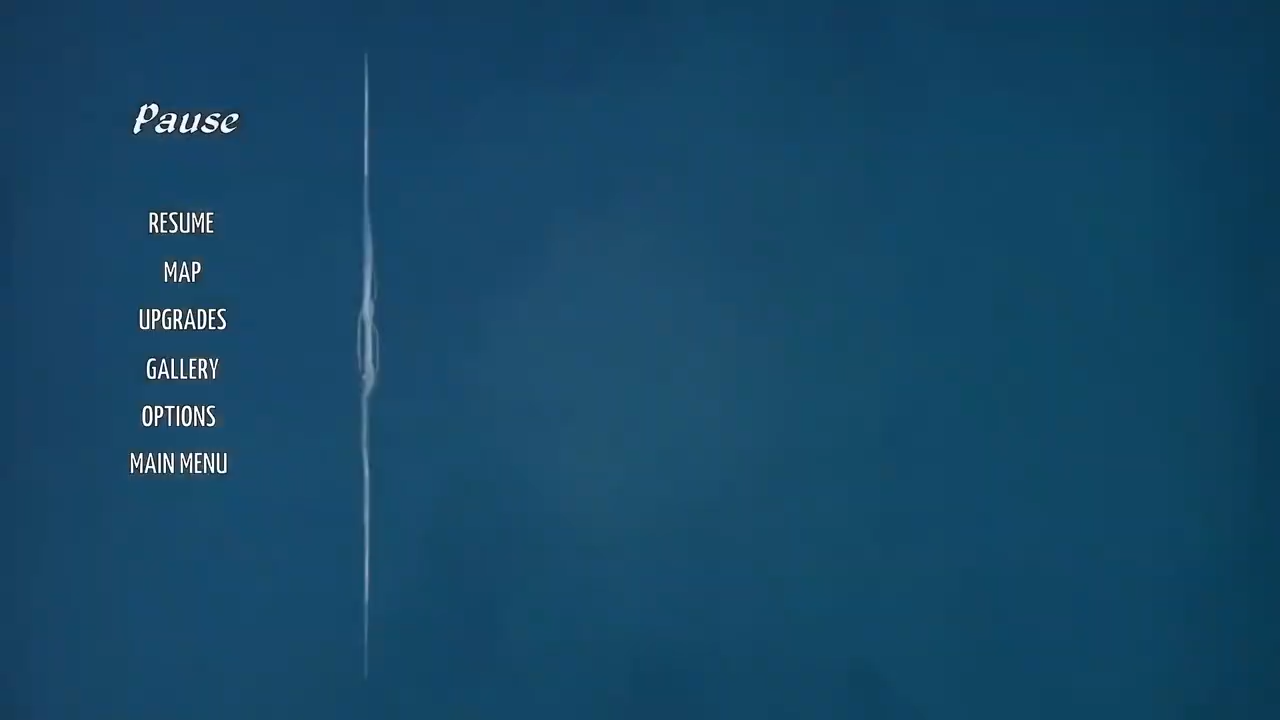 Pause
RESUME
MAP
UPGRADES
GALLERY
OPTIONS
MAIN MENU